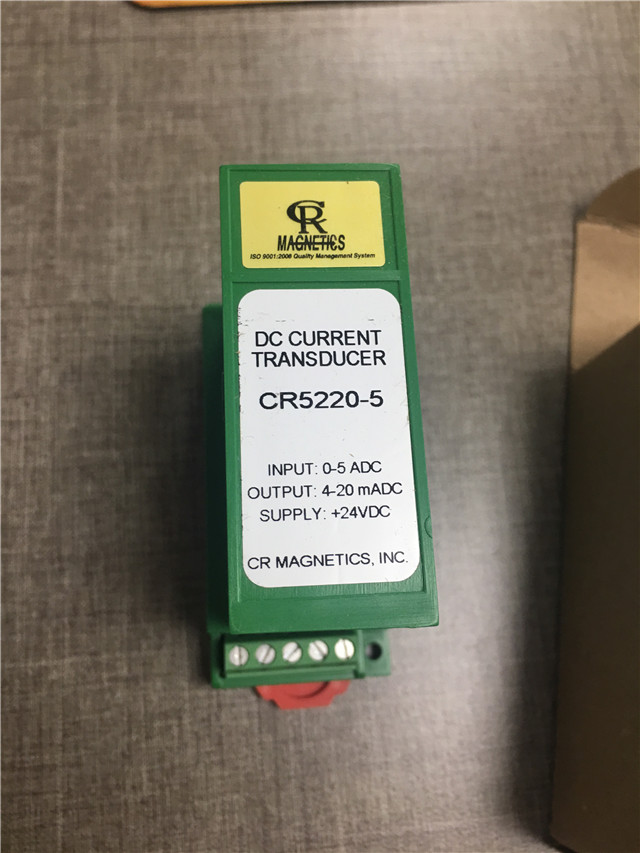 CR
MAGNETICS
ISO 9001:2008 Quality Management System
DC CURRENT
TRANSDUCER
CR5220-5
INPUT: 0-5 ADC
OUTPUT: 4-20 mADC
SUPPLY: +24VDC
CR MAGNETICS, INC.